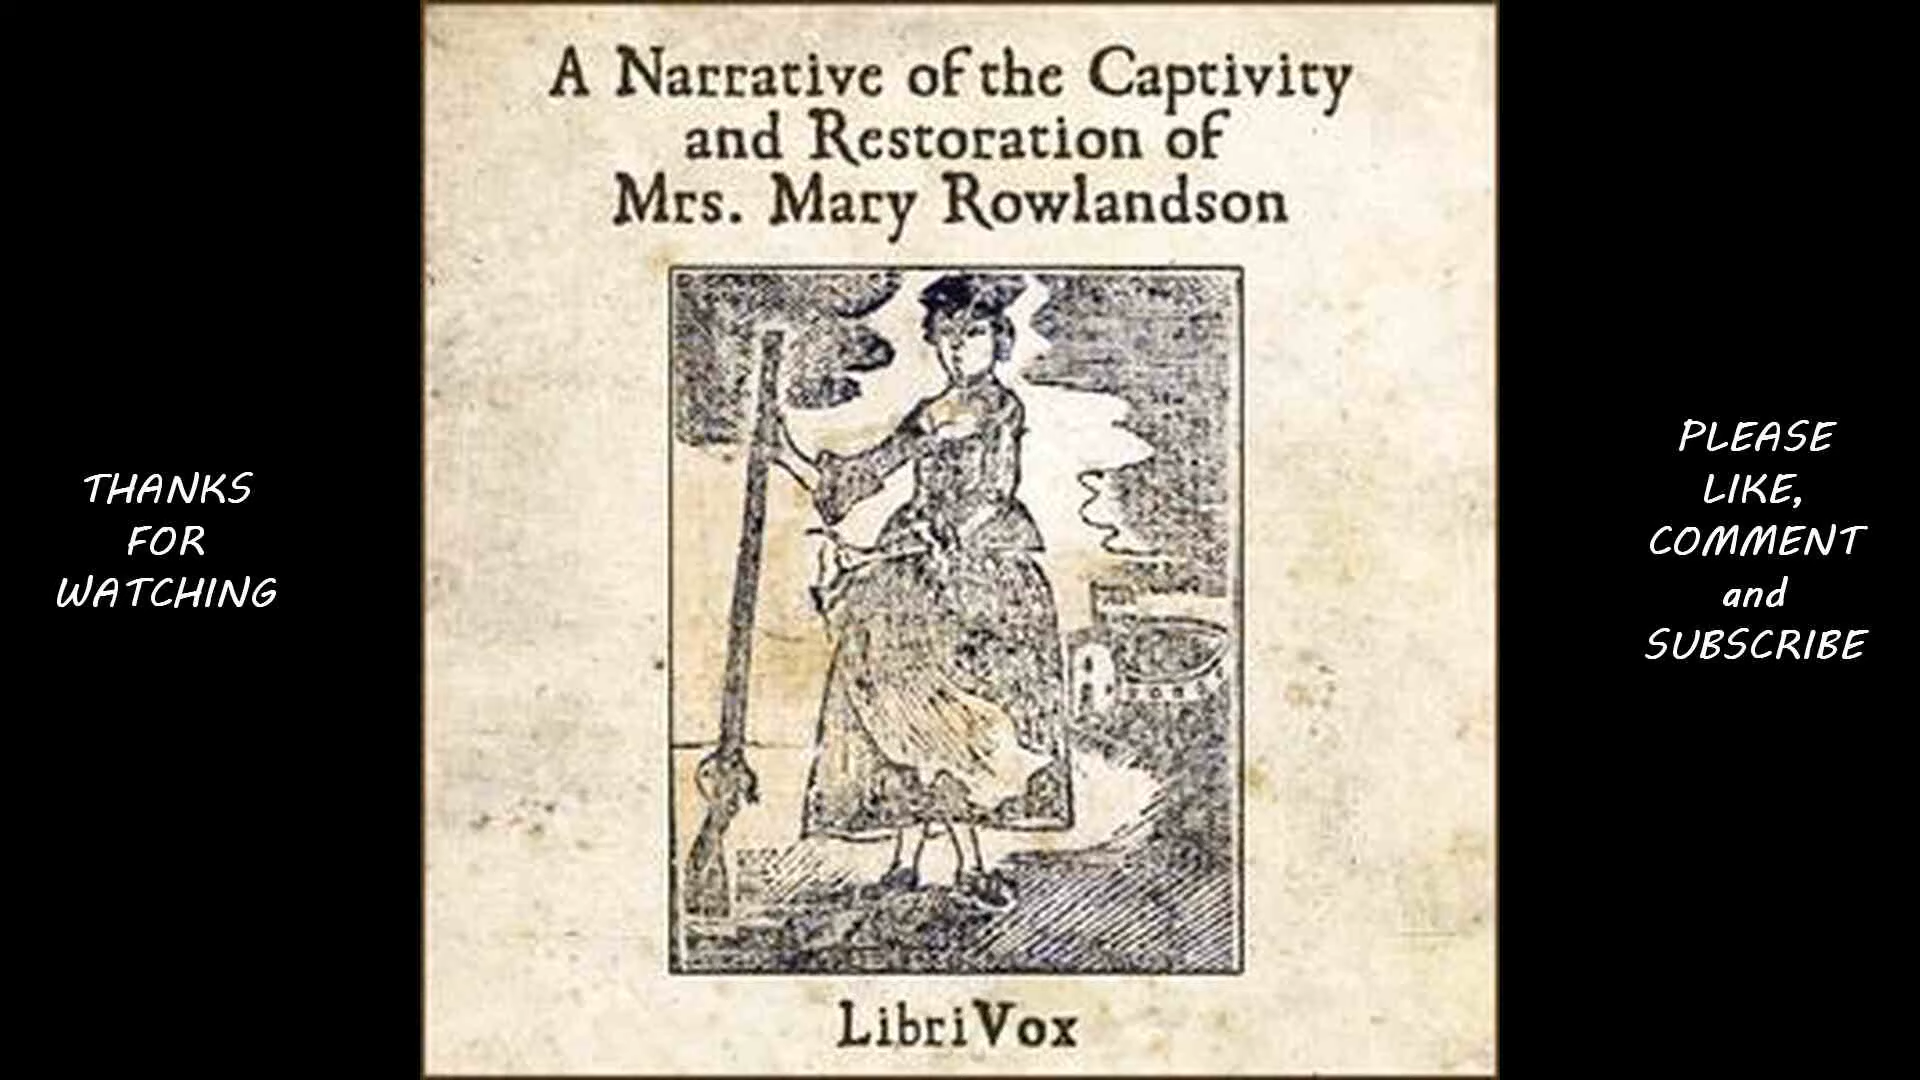 A Narrative of the Captivity
and Restoration of
Mrs. Mary Rowlandson
THANKS
FOR
WATCHING
PLEASE
LIKE,
COMMENT
and
SUBSCRIBE
LibriVox